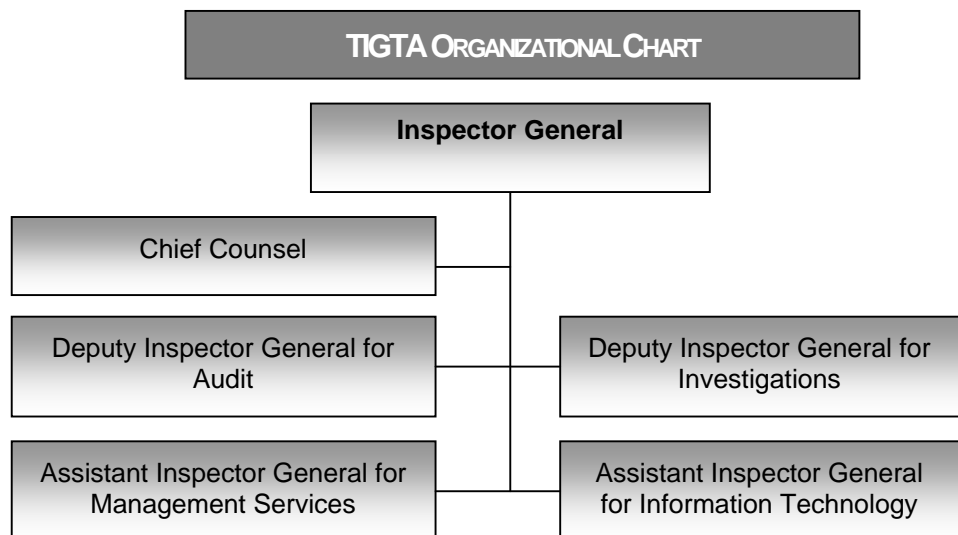 TIGTA ORGANIZATIONAL CHART
Inspector General
Chief Counsel
Deputy Inspector General for
Audit
Deputy Inspector General for
Investigations
Assistant Inspector General for
Management Services
Assistant Inspector General
for Information Technology